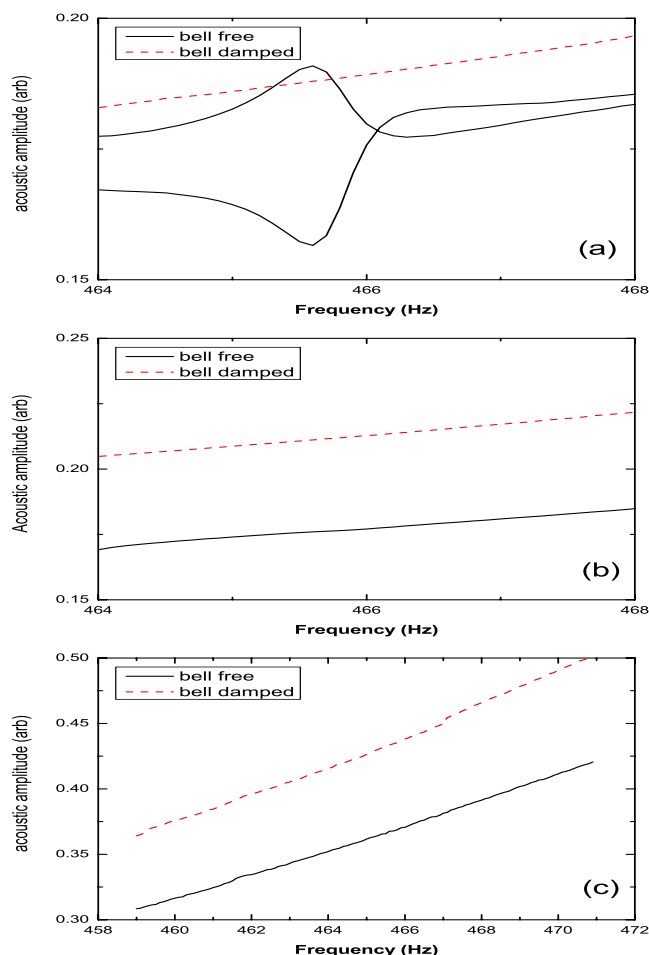 0.20
bell free
bell damped
acoustic amplitude (arb)
(a)
0.15
464 466 468
Frequency (Hz)
0.25
bell free
bell damped
Acoustic amplitude (arb)
0.20
(b)
0.15
464 466 468
Frequency (Hz)
0.50
bell free
bell damped
0.45
acoustic amplitude (arb)
0.40
0.35
(c)
0.30
458 460 462 464 466 468 470 472
Frequency (Hz)